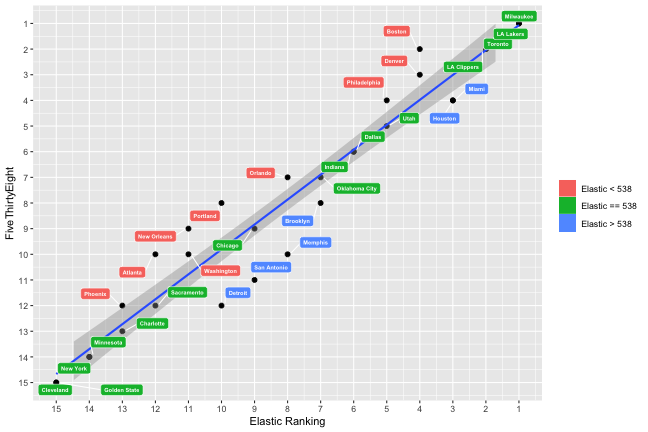 Milwaukee
1
Boston
LA Lakers
2
Toronto
Denver
3
LA Clippers
Philadelphia
Miami
4
Houston
Utah
5
Dallas
6
Indiana
Orlando
7
Oklahoma City
8
Portland
Brooklyn
9
New Orleans
Chicago
Memphis
10
Atlanta
Washington
San Antonio
11
Phoenix
Sacramento
Detroit
12
Charlotte
13
Minnesota
14
New York
15
Cleveland
Golden State
15 14 13 12 11 10 9 8 7 6 5 4 3 2 1
Elastic Ranking
FiveThirtyEight
Elastic < 538
Elastic == 538
Elastic > 538